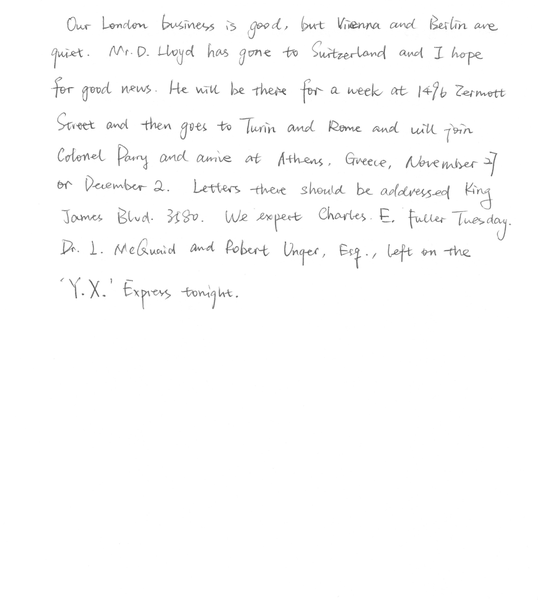 Our London business is good, but Vienna and Berlin are
quiet. Mr. D. Lloyd has gone to Switzerland and I hope
for good news. He will be there for a week at 1496 Zermott
Street and then goes to Turin and Rome and will join
Colonel Parry and arrive at Athens, Greece, November 27
or December 2. Letters there should be addressed King
James Blvd. 3580. We expert Charles E. Fuller Tuesday.
Dr. L. McQuaid and Robert Unger, Esq., left on the
'Y.X.' Express tonight.